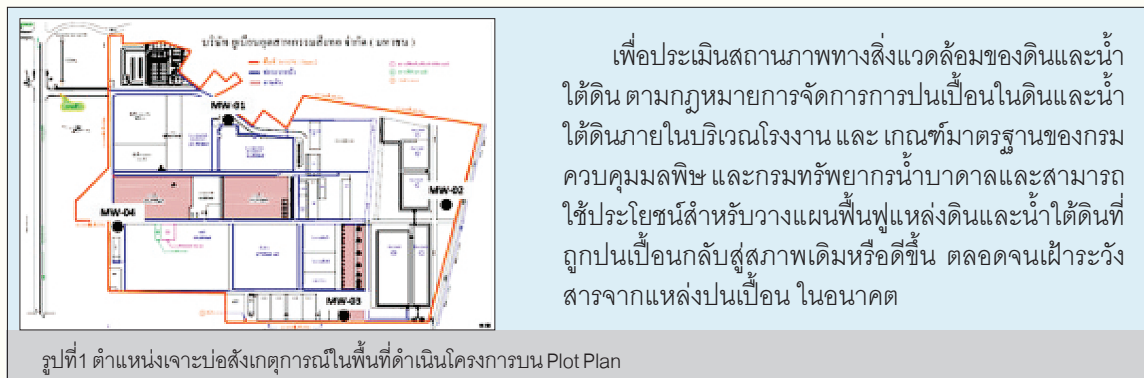 MW-01
MW-02
MW-04
MW-03
เพื่อประเมินสถานภาพทางสิ่งแวดล้อมของดินและน้ำ
ใต้ดิน ตามกฎหมายการจัดการการปนเปื้อนในดินและน้ำ
ใต้ดินภายในบริเวณโรงงาน และ เกณฑ์มาตรฐานของกรม
ควบคุมมลพิษ และกรมทรัพยากรน้ำบาดาลและสามารถ
ใช้ประโยชน์สำหรับวางแผนฟื้นฟูแหล่งดินและน้ำใต้ดินที่
ถูกปนเปื้อนกลับสู่สภาพเดิมหรือดีขึ้น ตลอดจนเฝ้าระวัง
สารจากแหล่งปนเปื้อน ในอนาคต
รูปที่1 ตำแหน่งเจาะบ่อสังเกตุการณ์ในพื้นที่ดำเนินโครงการบน Plot Plan